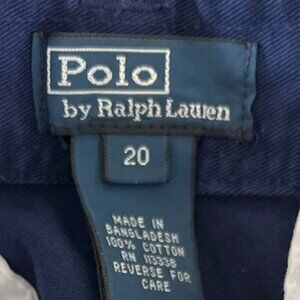 Polo
by Ralph Lauren
20
MADE IN
BANGLADESH
100% COTTON
RN 113338
REVERSE FOR
CARE